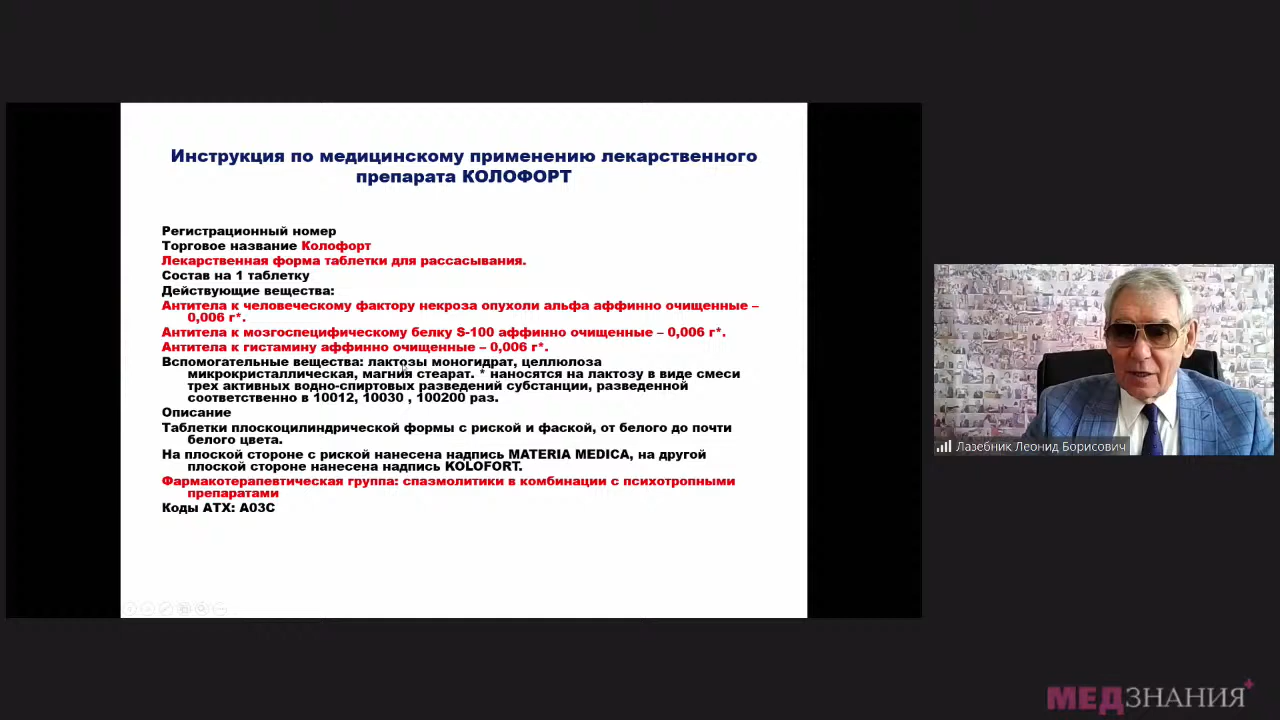 Инструкция по медицинскому применению лекарственного
препарата КОЛОФОРТ
Регистрационный номер
Торговое название Колофорт
Лекарственная форма таблетки для рассасывания.
Состав на 1 таблетку
Действующие вещества:
Антитела к человеческому фактору некроза опухоли альфа аффинно очищенные –
0,006 г*.
Антитела к мозгоспецифическому белку S-100 аффинно очищенные – 0,006 г*.
Антитела к гистамину аффинно очищенные – 0,006 г*.
Вспомогательные вещества: лактозы моногидрат, целлюлоза
микрокристаллическая, магния стеарат. * наносятся на лактозу в виде смеси
трех активных водно-спиртовых разведений субстанции, разведенной
соответственно в 10012, 10030 , 100200 раз.
Описание
Таблетки плоскоцилиндрической формы с риской и фаской, от белого до почти
белого цвета.
На плоской стороне с риской нанесена надпись MATERIA MEDICA, на другой
плоской стороне нанесена надпись KOLOFORT.
Фармакотерапевтическая группа: спазмолитики в комбинации с психотропными
препаратами
Коды АТХ: A03C
Лазебник Леонид Борисович
МЕДЗНАНИЯ+